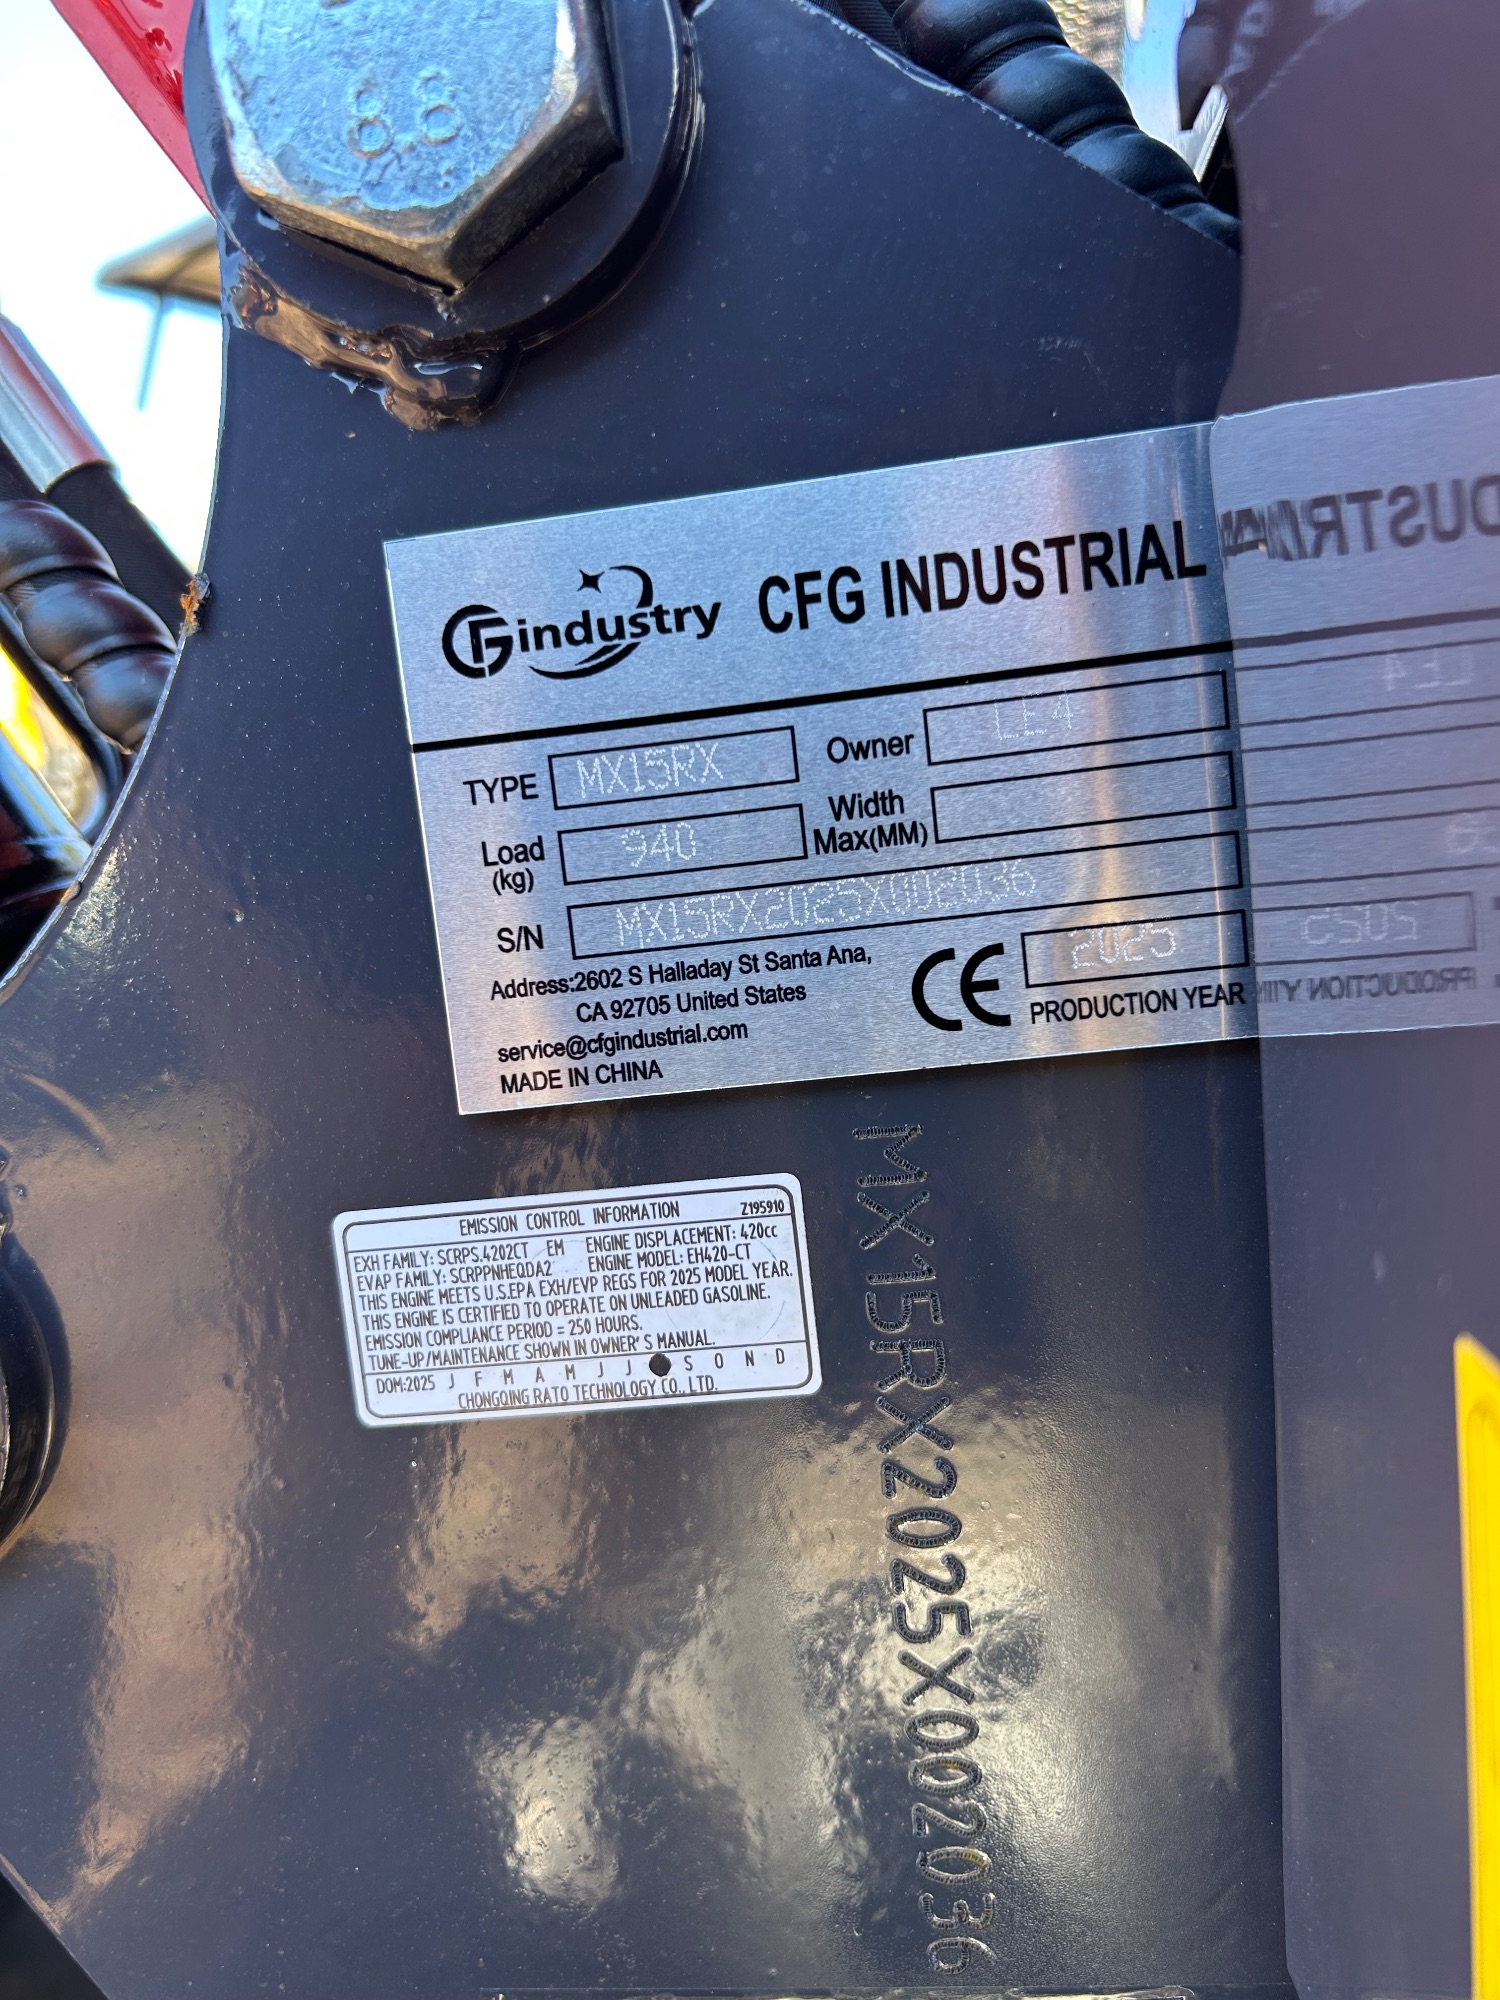 8.8
CFG industry CFG INDUSTRIAL
TYPE MX15RX Owner LE4
Load (kg) 940 Width Max(MM)
S/N MX15RX2025X002036
Address:2602 S Halladay St Santa Ana,
CA 92705 United States
service@cfgindustrial.com
MADE IN CHINA
CE 2025
PRODUCTION YEAR
EMISSION CONTROL INFORMATION Z195910
EXH FAMILY: SCRPS.4202CT EM ENGINE DISPLACEMENT: 420cc
EVAP FAMILY: SCRPPNHEQDA2 ENGINE MODEL: EH420-CT
THIS ENGINE MEETS U.S.EPA EXH/EVP REGS FOR 2025 MODEL YEAR.
THIS ENGINE IS CERTIFIED TO OPERATE ON UNLEADED GASOLINE.
EMISSION COMPLIANCE PERIOD = 250 HOURS.
TUNE-UP/MAINTENANCE SHOWN IN OWNER'S MANUAL.
DOM:2025 J F M A M J J S O N D
CHONGQING RATO TECHNOLOGY CO., LTD.
MX15RX2025X002036